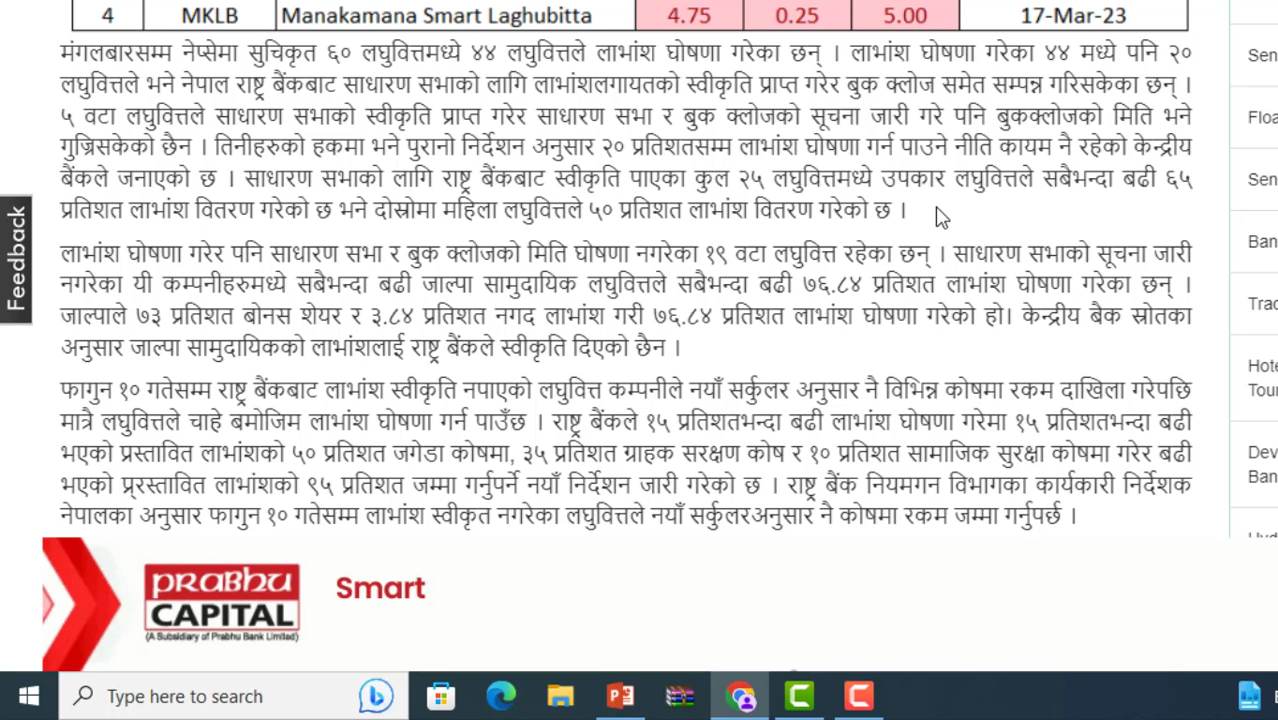 4 MKLB Manakamana Smart Laghubitta 4.75 0.25 5.00 17-Mar-23
मंगलबारसम्म नेप्सेमा सुचिकृत ६० लघुवित्तमध्ये ४४ लघुवित्तले लाभांश घोषणा गरेका छन् । लाभांश घोषणा गरेका ४४ मध्ये पनि २०
लघुवित्तले भने नेपाल राष्ट्र बैंकबाट साधारण सभाको लागि लाभांशलगायतको स्वीकृति प्राप्त गरेर बुक क्लोज समेत सम्पन्न गरिसकेका छन् ।
५ वटा लघुवित्तले साधारण सभाको स्वीकृति प्राप्त गरेर साधारण सभा र बुक क्लोजको सूचना जारी गरे पनि बुकक्लोजको मिति भने
गुज्रिसकेको छैन । तिनीहरुको हकमा भने पुरानो निर्देशन अनुसार २० प्रतिशतसम्म लाभांश घोषणा गर्न पाउने नीति कायम नै रहेको केन्द्रीय
बैंकले जनाएको छ । साधारण सभाको लागि राष्ट्र बैंकबाट स्वीकृति पाएका कुल २५ लघुवित्तमध्ये उपकार लघुवित्तले सबैभन्दा बढी ६५
प्रतिशत लाभांश वितरण गरेको छ भने दोस्रोमा महिला लघुवित्तले ५० प्रतिशत लाभांश वितरण गरेको छ ।
लाभांश घोषणा गरेर पनि साधारण सभा र बुक क्लोजको मिति घोषणा नगरेका १९ वटा लघुवित्त रहेका छन् । साधारण सभाको सूचना जारी
नगरेका यी कम्पनीहरुमध्ये सबैभन्दा बढी जाल्पा सामुदायिक लघुवित्तले सबैभन्दा बढी ७६.८४ प्रतिशत लाभांश घोषणा गरेका छन् ।
जाल्पाले ७३ प्रतिशत बोनस शेयर र ३.८४ प्रतिशत नगद लाभांश गरी ७६.८४ प्रतिशत लाभांश घोषणा गरेको हो। केन्द्रीय बैक स्रोतका
अनुसार जाल्पा सामुदायिकको लाभांशलाई राष्ट्र बैंकले स्वीकृति दिएको छैन ।
फागुन १० गतेसम्म राष्ट्र बैंकबाट लाभांश स्वीकृति नपाएको लघुवित्त कम्पनीले नयाँ सर्कुलर अनुसार नै विभिन्न कोषमा रकम दाखिला गरेपछि
मात्रै लघुवित्तले चाहे बमोजिम लाभांश घोषणा गर्न पाउँछ । राष्ट्र बैंकले १५ प्रतिशतभन्दा बढी लाभांश घोषणा गरेमा १५ प्रतिशतभन्दा बढी
भएको प्रस्तावित लाभांशको ५० प्रतिशत जगेडा कोषमा, ३५ प्रतिशत ग्राहक सरक्षण कोष र १० प्रतिशत सामाजिक सुरक्षा कोषमा गरेर बढी
भएको प्र्रस्तावित लाभांशको ९५ प्रतिशत जम्मा गर्नुपर्ने नयाँ निर्देशन जारी गरेको छ । राष्ट्र बैंक नियमगन विभागका कार्यकारी निर्देशक
नेपालका अनुसार फागुन १० गतेसम्म लाभांश स्वीकृत नगरेका लघुवित्तले नयाँ सर्कुलरअनुसार नै कोषमा रकम जम्मा गर्नुपर्छ ।
Feedback
Sen
Floa
Sen
Ban
Trac
Hote
Tour
Dev
Ban
PRABHU
CAPITAL
(A Subsidiary of Prabhu Bank Limited)
Smart
Type here to search